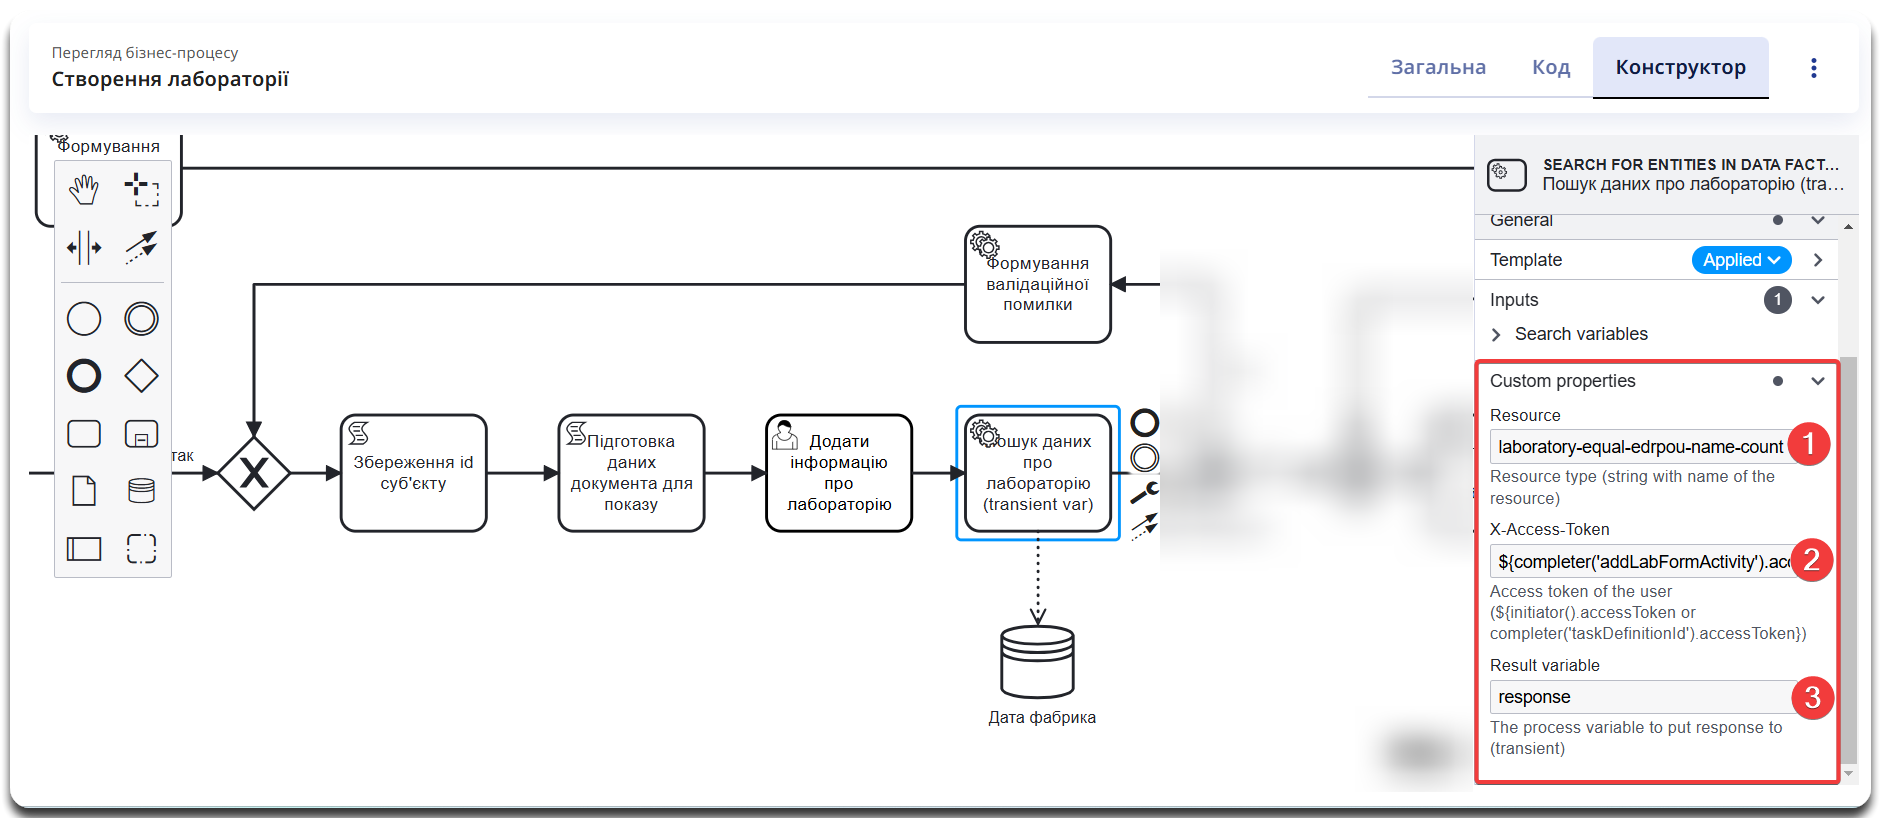 Перегляд бізнес-процесу
Створення лабораторії
Загальна
Код
Конструктор
Формування
так
X
Збереження id
суб'єкту
Підготовка
даних
документа для
показу
Додати
інформацію
про
лабораторію
Формування
валідаційної
помилки
ошук даних
про
лабораторію
(transient var)
Дата фабрика
SEARCH FOR ENTITIES IN DATA FACT...
Пошук даних про лабораторію (tra...
General
Template
Applied
Inputs
1
Search variables
Custom properties
Resource
laboratory-equal-edrpou-name-count
1
Resource type (string with name of the
resource)
X-Access-Token
${completer('addLabFormActivity').acc
2
Access token of the user
(${initiator().accessToken or
completer('taskDefinitionId').accessToken})
Result variable
response
3
The process variable to put response to
(transient)